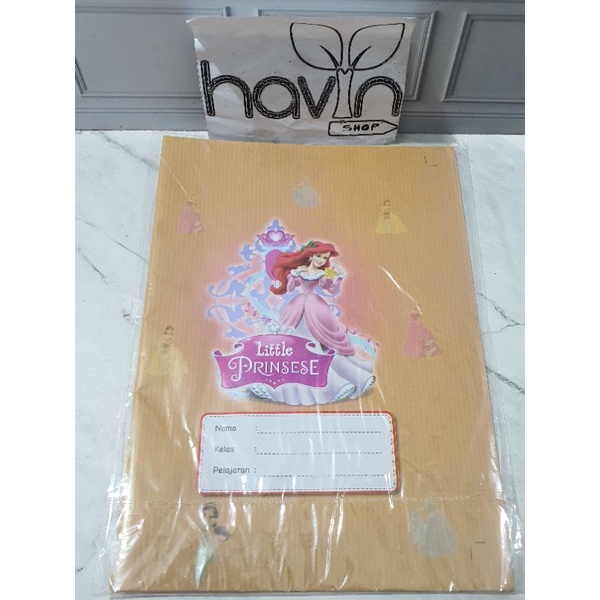 havin
SHOP
Little
PRINSESE
Nama :
Kelas :
Pelajaran :